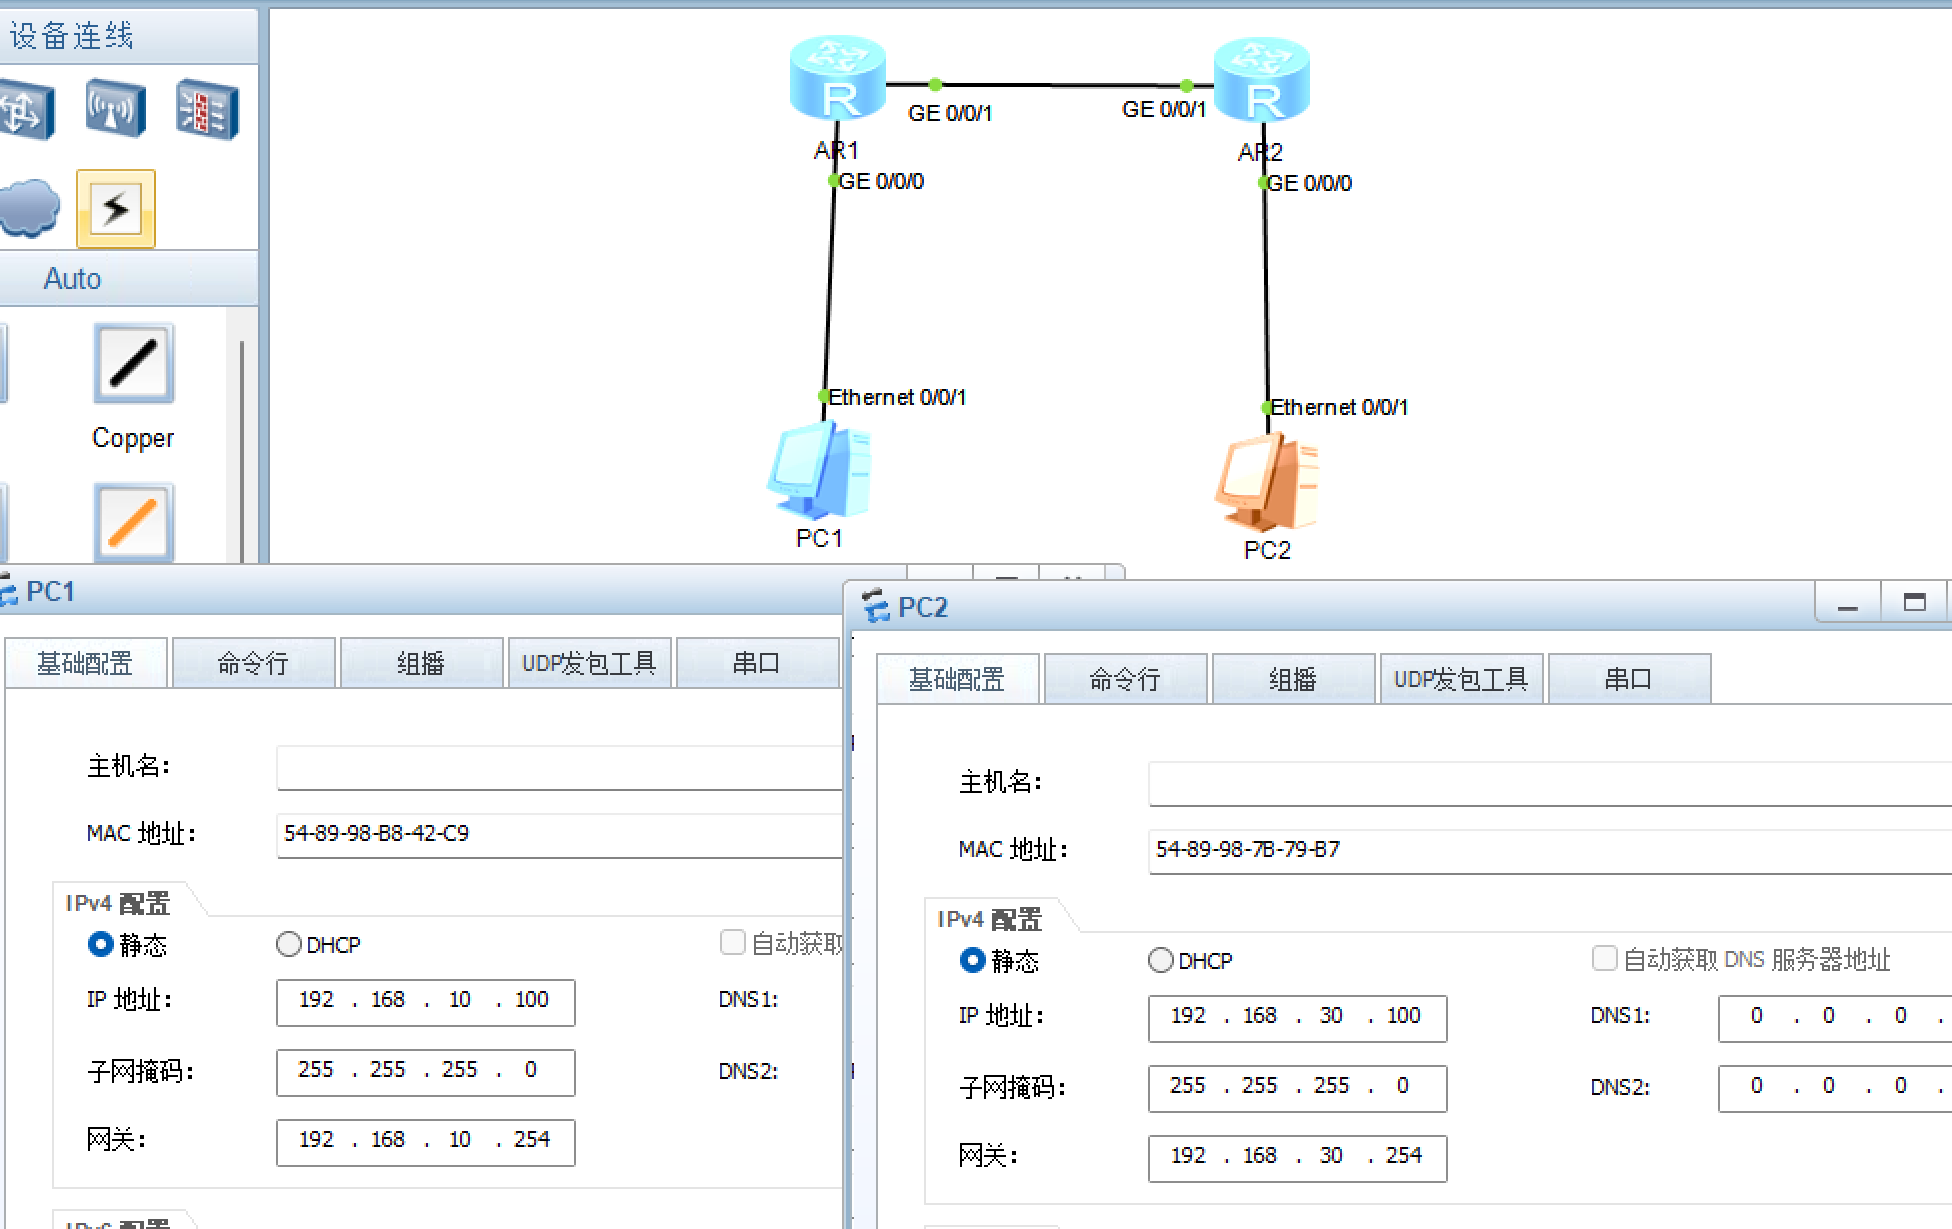 设备连线
Auto
Copper
R
R
GE 0/0/1
GE 0/0/1
AR1
AR2
GE 0/0/0
GE 0/0/0
Ethernet 0/0/1
Ethernet 0/0/1
PC1
PC2
PC1
基础配置 命令行 组播 UDP发包工具 串口
主机名：
MAC 地址： 54-89-98-B8-42-C9
IPv4 配置
静态 DHCP 自动获取
IP 地址： 192 . 168 . 10 . 100 DNS1:
子网掩码： 255 . 255 . 255 . 0 DNS2:
网关： 192 . 168 . 10 . 254
IPv6 配置
PC2
基础配置 命令行 组播 UDP发包工具 串口
主机名：
MAC 地址： 54-89-98-7B-79-B7
IPv4 配置
静态 DHCP 自动获取 DNS 服务器地址
IP 地址： 192 . 168 . 30 . 100 DNS1: 0 . 0 . 0 .
子网掩码： 255 . 255 . 255 . 0 DNS2: 0 . 0 . 0 .
网关： 192 . 168 . 30 . 254